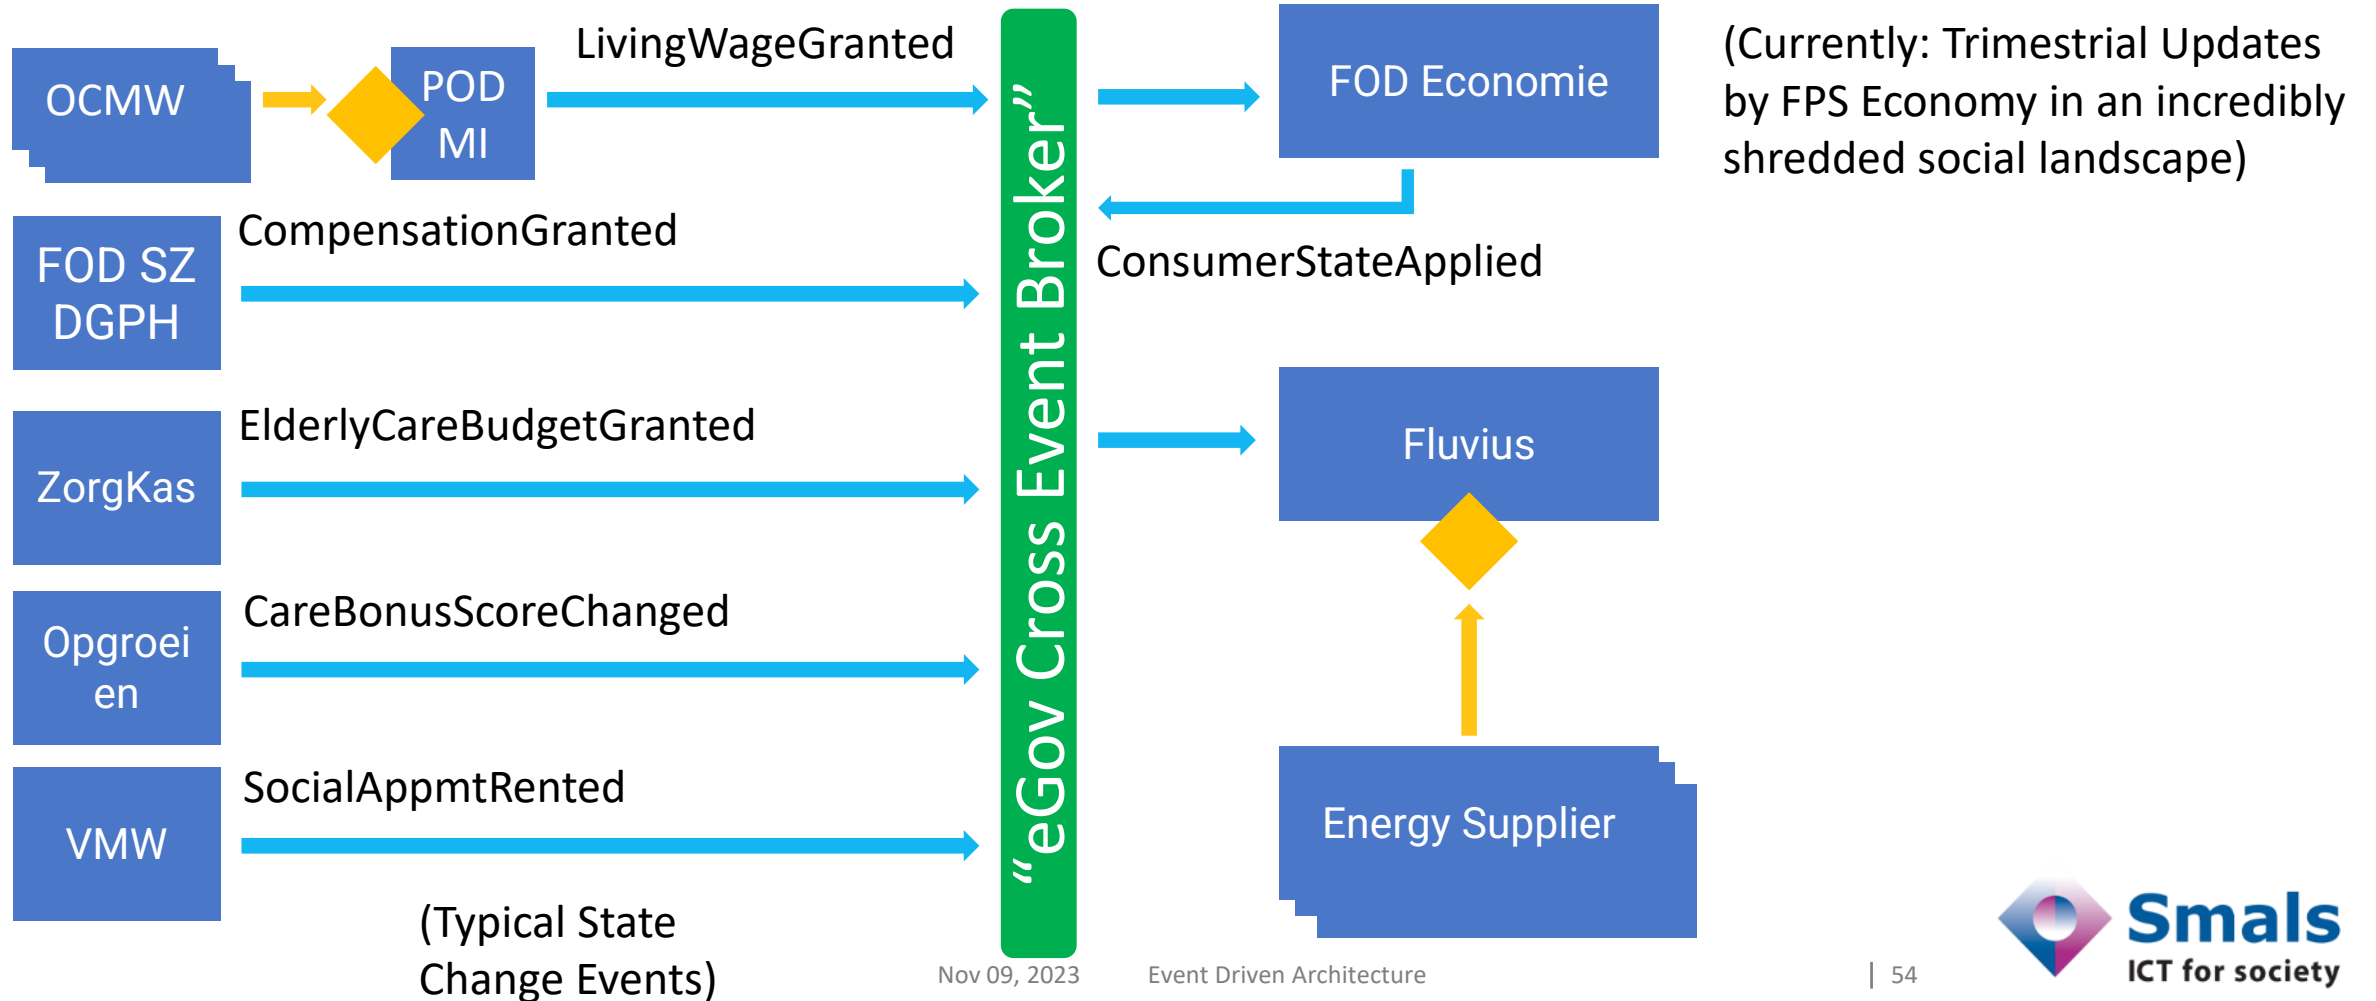 OCMW
POD
MI
LivingWageGranted
FOD Economie
(Currently: Trimestrial Updates
by FPS Economy in an incredibly
shredded social landscape)
FOD SZ
DGPH
CompensationGranted
ConsumerStateApplied
“eGov Cross Event Broker”
ZorgKas
ElderlyCareBudgetGranted
Fluvius
Opgroei
en
CareBonusScoreChanged
VMW
SocialAppmtRented
Energy Supplier
(Typical State
Change Events)
Nov 09, 2023
Event Driven Architecture
| 54
Smals
ICT for society